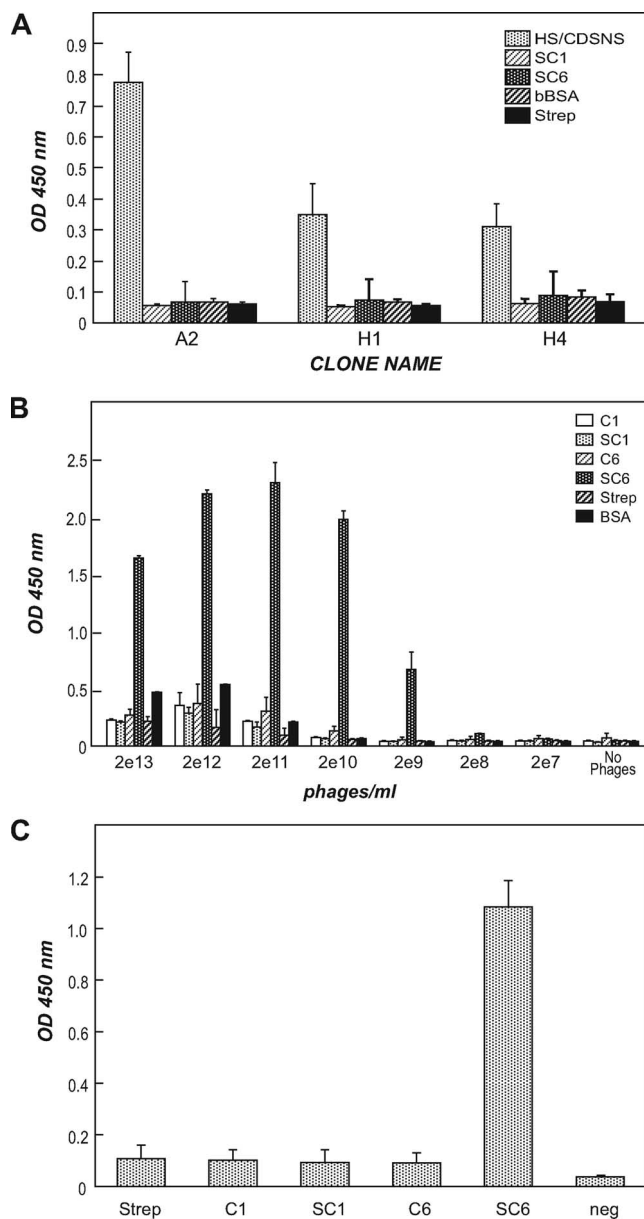 A
HS/CDSNS
SC1
SC6
bBSA
Strep
0.9
0.8
0.7
0.6
0.5
0.4
0.3
0.2
0.1
0
OD 450 nm
A2 H1 H4
CLONE NAME
B
C1
SC1
C6
SC6
Strep
BSA
2.5
2.0
1.5
1.0
0.5
0
OD 450 nm
2e13 2e12 2e11 2e10 2e9 2e8 2e7 No
Phages
phages/ml
C
1.2
1.0
0.8
0.6
0.4
0.2
0
OD 450 nm
Strep C1 SC1 C6 SC6 neg